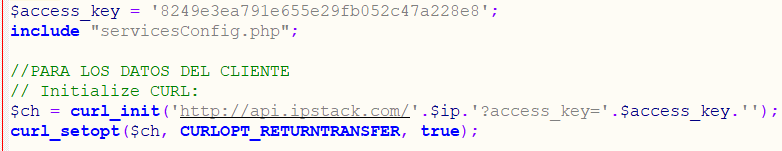 $access_key = '8249e3ea791e655e29fb052c47a228e8';
include "servicesConfig.php";
//PARA LOS DATOS DEL CLIENTE
// Initialize CURL:
$ch = curl_init('http://api.ipstack.com/'.$ip.'?access_key='.$access_key.'');
curl_setopt($ch, CURLOPT_RETURNTRANSFER, true);